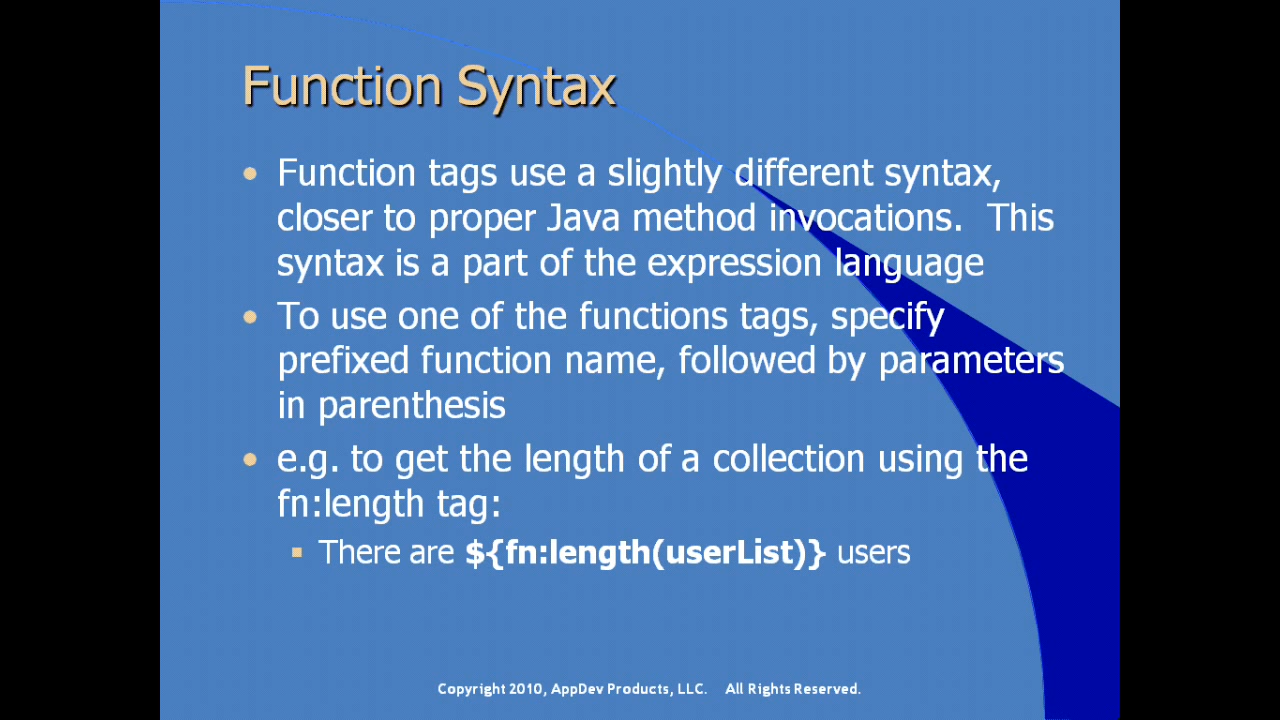 Function Syntax
• Function tags use a slightly different syntax,
closer to proper Java method invocations.  This
syntax is a part of the expression language
• To use one of the functions tags, specify
prefixed function name, followed by parameters
in parenthesis
• e.g. to get the length of a collection using the
fn:length tag:
▪ There are ${fn:length(userList)} users
Copyright 2010, AppDev Products, LLC.    All Rights Reserved.